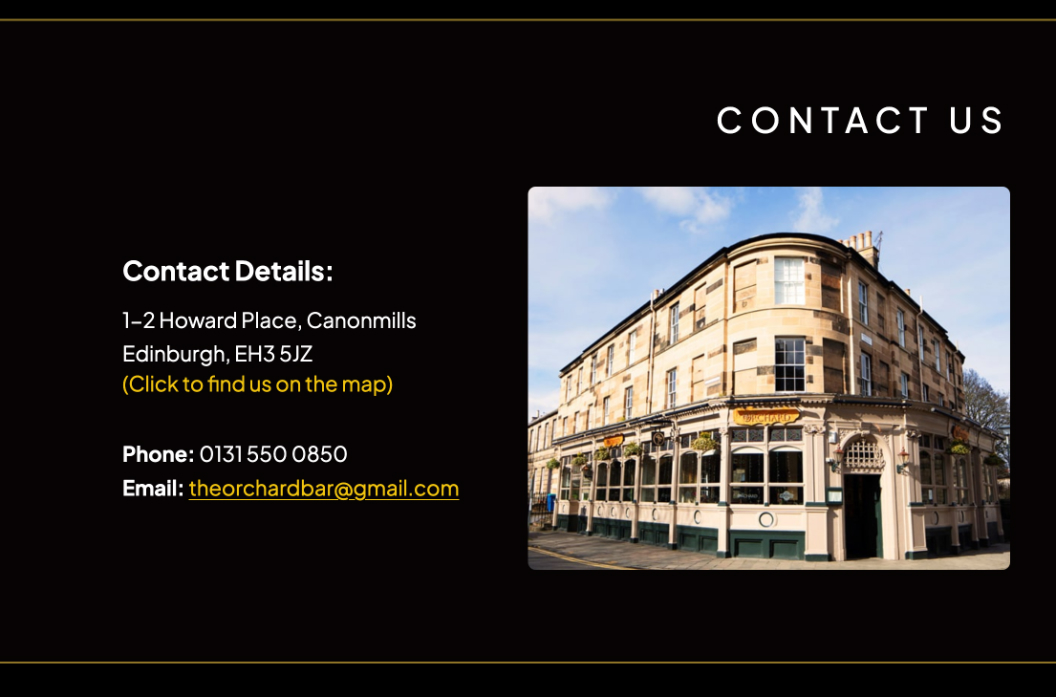 CONTACT US
Contact Details:
1–2 Howard Place, Canonmills
Edinburgh, EH3 5JZ
(Click to find us on the map)
Phone: 0131 550 0850
Email: theorchardbar@gmail.com
ORCHARD